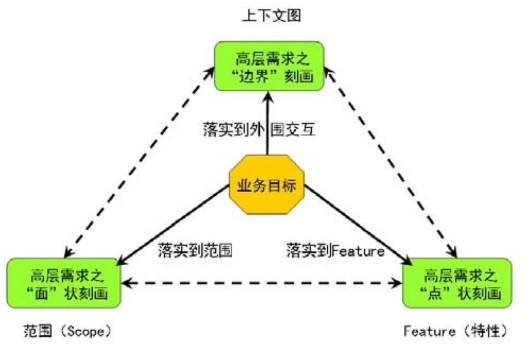 上下文图
高层需求之
“边界”刻画
落实到外围交互
业务目标
落实到范围
落实到Feature
高层需求之
“面”状刻画
高层需求之
“点”状刻画
范围（Scope）
Feature（特性）